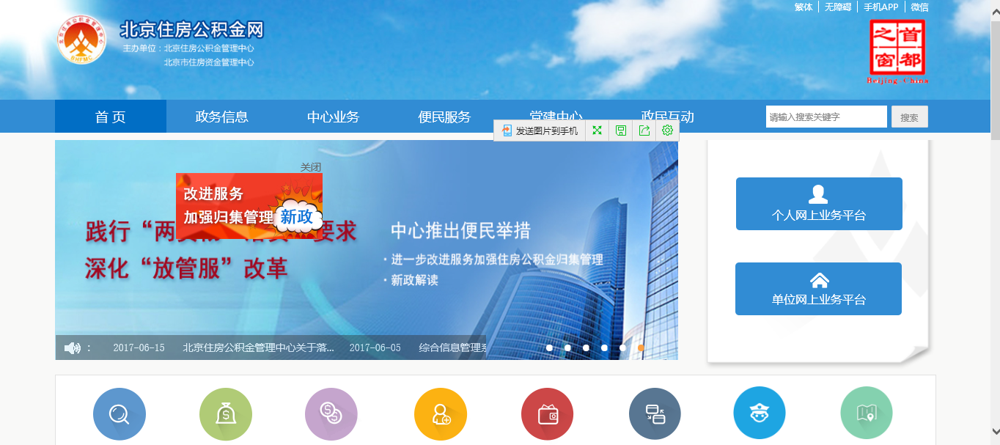 繁体 无障碍 手机APP 微信
北京住房公积金网
主办单位：北京住房公积金管理中心
北京市住房资金管理中心
BHFMC
首都
之窗
Beijing-China
首 页 政务信息 中心业务 便民服务 党建中心 政民互动 请输入搜索关键字 搜索
发送图片到手机
关闭
改进服务
加强归集管理 新政
践行“两 要求
深化“放管服”改革
中心推出便民举措
· 进一步改进服务加强住房公积金归集管理
· 新政解读
个人网上业务平台
单位网上业务平台
： 2017-06-15 北京住房公积金管理中心关于落... 2017-06-05 综合信息管理系